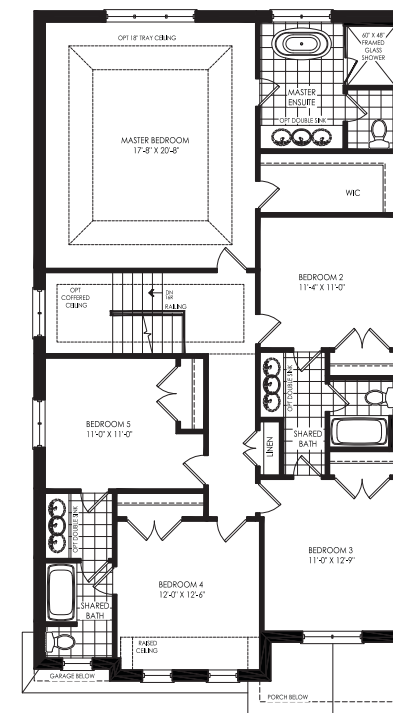 OPT 18" TRAY CEILING
60" X 48"
FRAMED
GLASS
SHOWER
MASTER
ENSUITE
OPT DOUBLE SINK
MASTER BEDROOM
17'-8" X 20'-8"
WIC
BEDROOM 2
11'-4" X 11'-0"
OPT
COFFERED
CEILING
DN
16R
RAILING
OPT DOUBLE SINK
SHARED
BATH
LINEN
BEDROOM 5
11'-0" X 11'-0"
OPT DOUBLE SINK
BEDROOM 3
11'-0" X 12'-9"
BEDROOM 4
12'-0" X 12'-6"
SHARED
BATH
RAISED
CEILING
GARAGE BELOW
PORCH BELOW